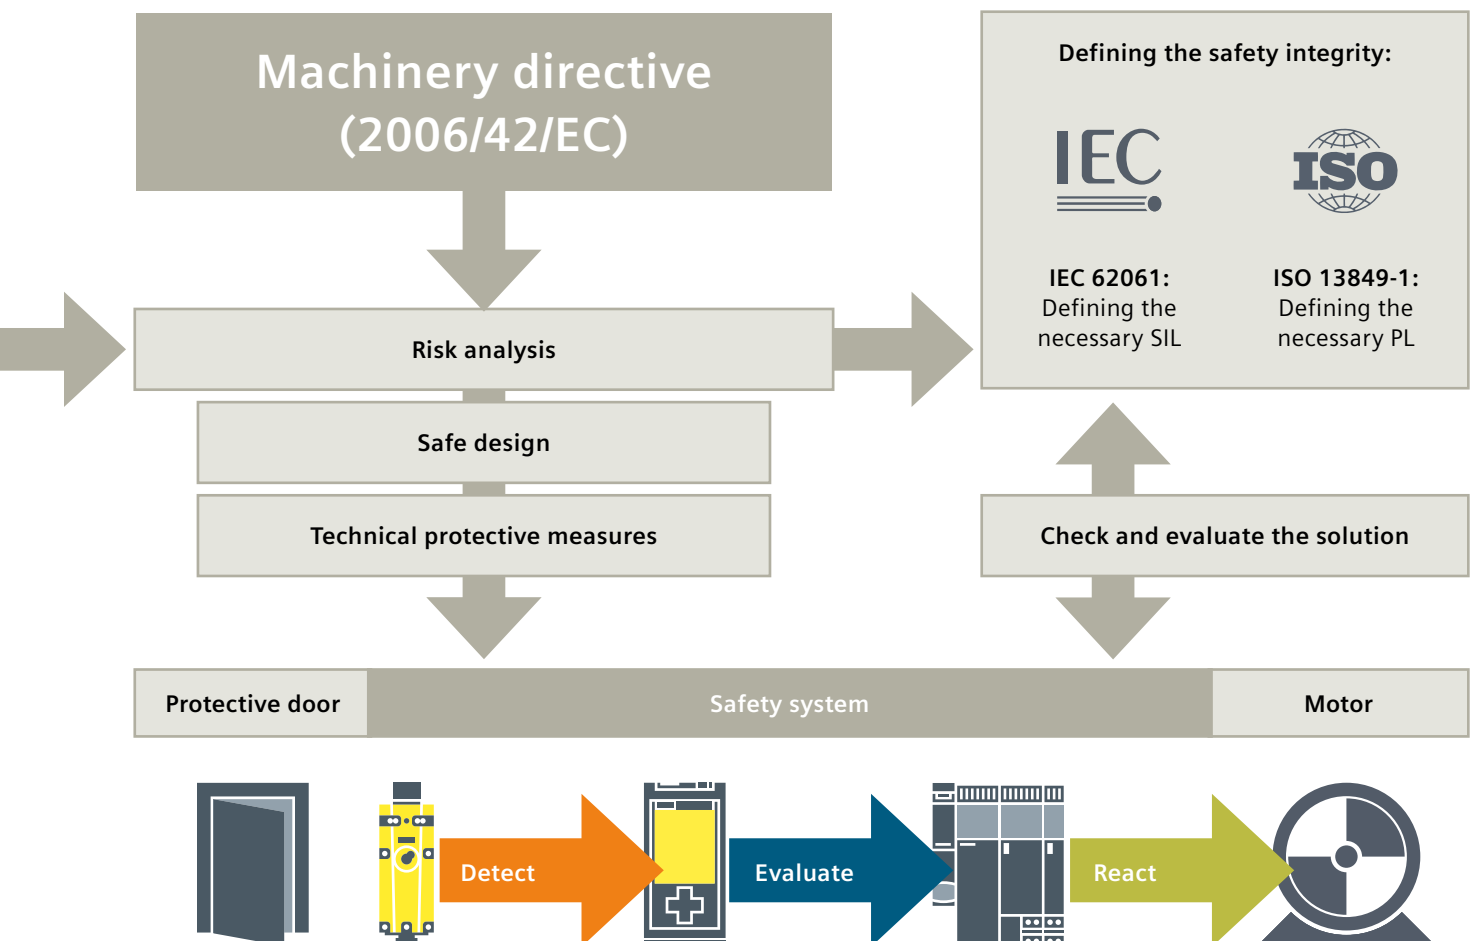 Machinery directive
(2006/42/EC)
Risk analysis
Safe design
Technical protective measures
Defining the safety integrity:
IEC
ISO
IEC 62061:
Defining the
necessary SIL
ISO 13849-1:
Defining the
necessary PL
Check and evaluate the solution
Protective door
Safety system
Motor
Detect
Evaluate
React